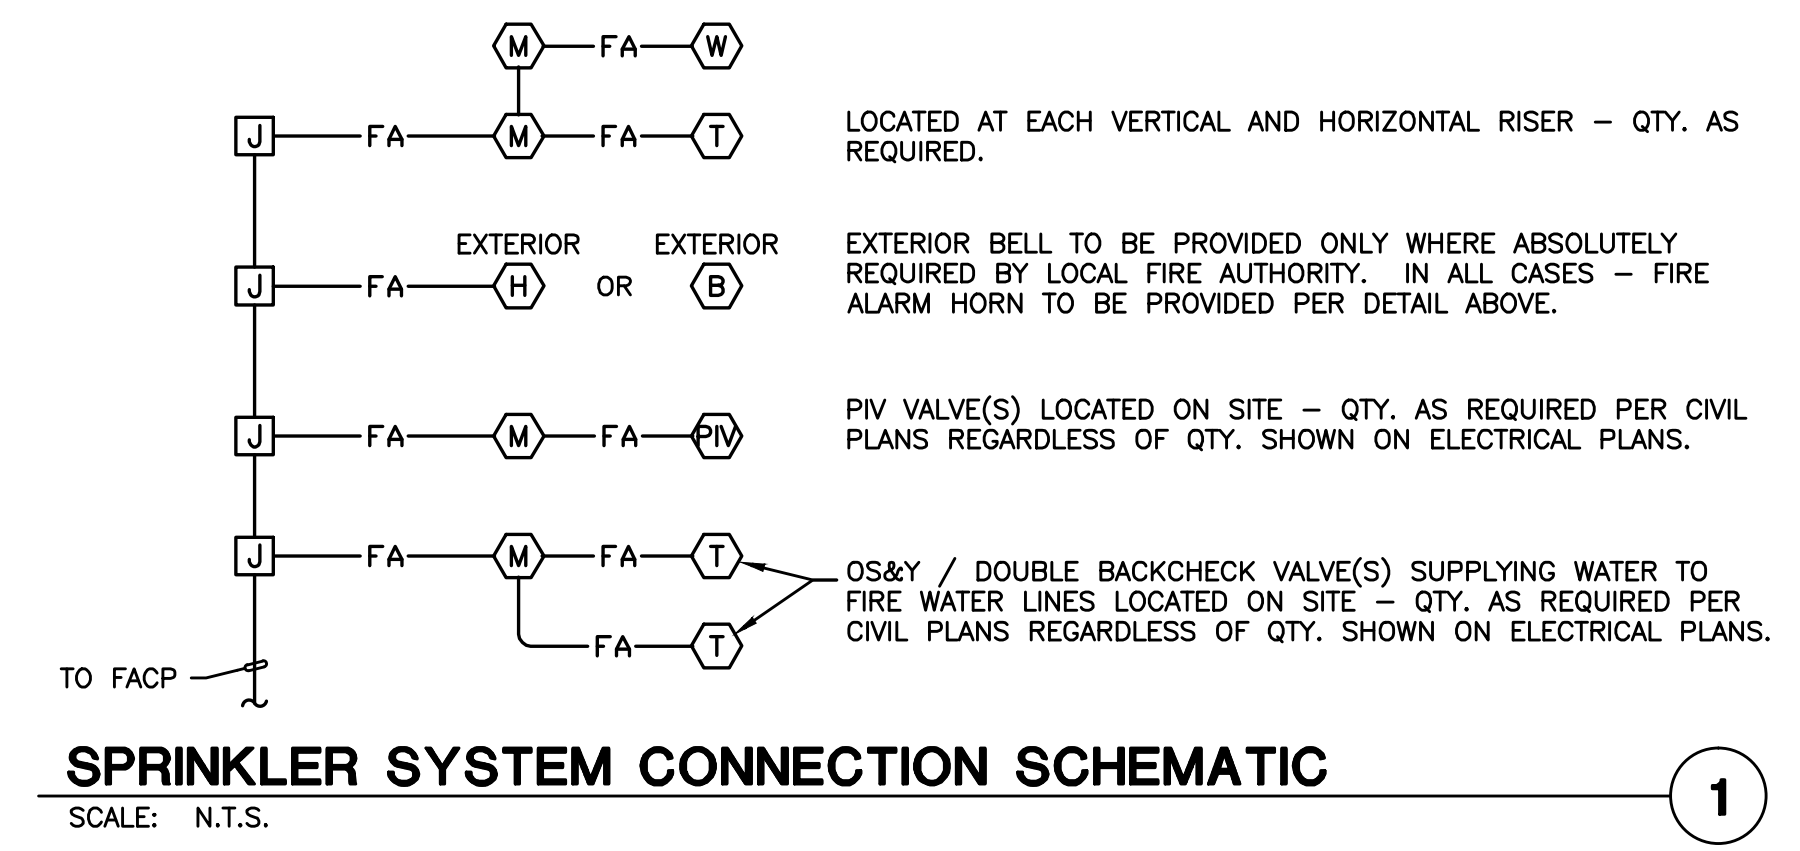 M FA W
J FA M FA T
LOCATED AT EACH VERTICAL AND HORIZONTAL RISER – QTY. AS
REQUIRED.
EXTERIOR EXTERIOR
J FA H OR B
EXTERIOR BELL TO BE PROVIDED ONLY WHERE ABSOLUTELY
REQUIRED BY LOCAL FIRE AUTHORITY. IN ALL CASES – FIRE
ALARM HORN TO BE PROVIDED PER DETAIL ABOVE.
J FA M FA PIV
PIV VALVE(S) LOCATED ON SITE – QTY. AS REQUIRED PER CIVIL
PLANS REGARDLESS OF QTY. SHOWN ON ELECTRICAL PLANS.
J FA M FA T
FA T
OS&Y / DOUBLE BACKCHECK VALVE(S) SUPPLYING WATER TO
FIRE WATER LINES LOCATED ON SITE – QTY. AS REQUIRED PER
CIVIL PLANS REGARDLESS OF QTY. SHOWN ON ELECTRICAL PLANS.
TO FACP
SPRINKLER SYSTEM CONNECTION SCHEMATIC
1
SCALE: N.T.S.